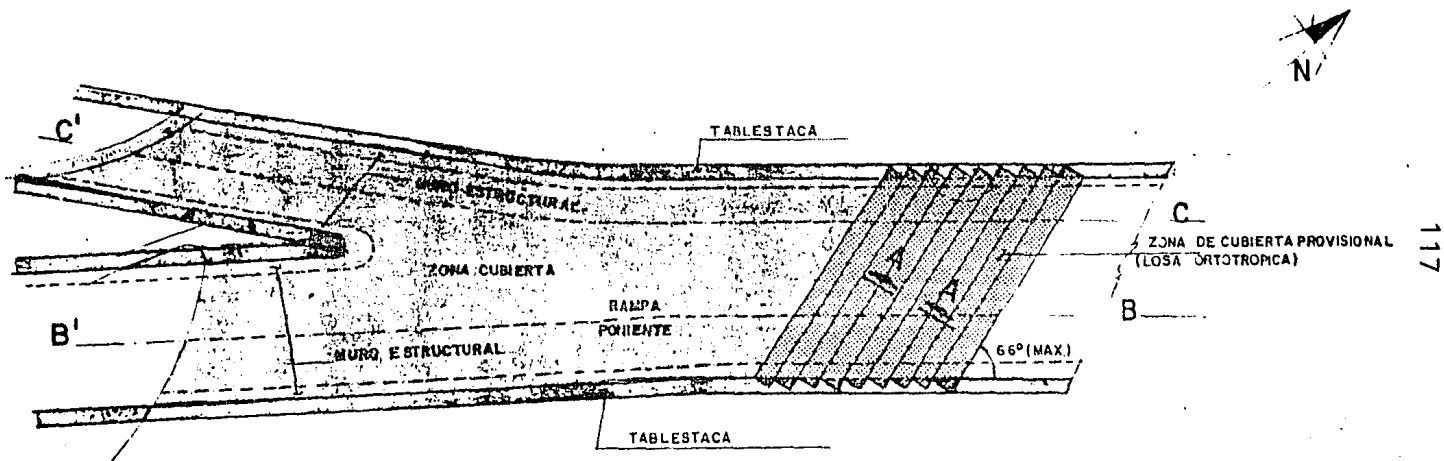 N
C'
TABLESTACA
MURO ESTRUCTURAL
C
ZONA DE CUBIERTA PROVISIONAL
(LOSA ORTOTROPICA)
117
ZONA CUBIERTA
A
A
RAMPA
PONIENTE
B
B'
MURO ESTRUCTURAL
66° (MAX.)
TABLESTACA